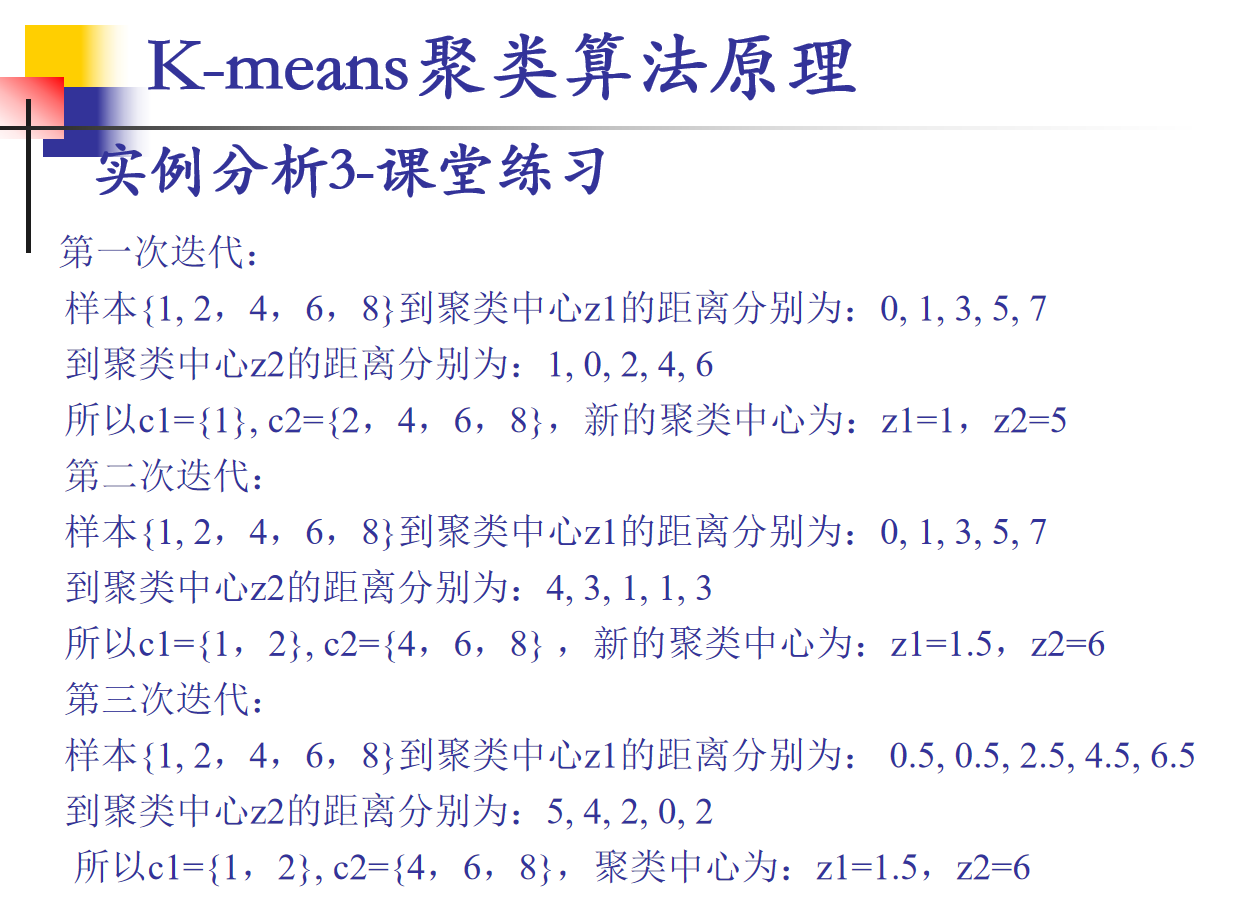 K-means聚类算法原理
实例分析3-课堂练习
第一次迭代：
样本{1, 2，4，6，8}到聚类中心z1的距离分别为：0, 1, 3, 5, 7
到聚类中心z2的距离分别为：1, 0, 2, 4, 6
所以c1={1}, c2={2，4，6，8}，新的聚类中心为：z1=1，z2=5
第二次迭代：
样本{1, 2，4，6，8}到聚类中心z1的距离分别为：0, 1, 3, 5, 7
到聚类中心z2的距离分别为：4, 3, 1, 1, 3
所以c1={1，2}, c2={4，6，8} ，新的聚类中心为：z1=1.5，z2=6
第三次迭代：
样本{1, 2，4，6，8}到聚类中心z1的距离分别为： 0.5, 0.5, 2.5, 4.5, 6.5
到聚类中心z2的距离分别为：5, 4, 2, 0, 2
所以c1={1，2}, c2={4，6，8}，聚类中心为：z1=1.5，z2=6